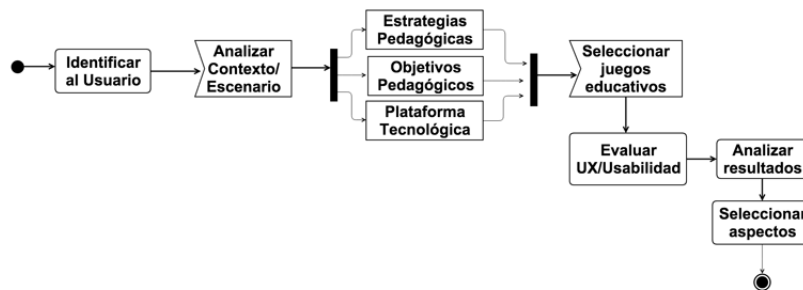 Identificar
al Usuario
Analizar
Contexto/
Escenario
Estrategias
Pedagógicas
Objetivos
Pedagógicos
Plataforma
Tecnológica
Seleccionar
juegos
educativos
Evaluar
UX/Usabilidad
Analizar
resultados
Seleccionar
aspectos